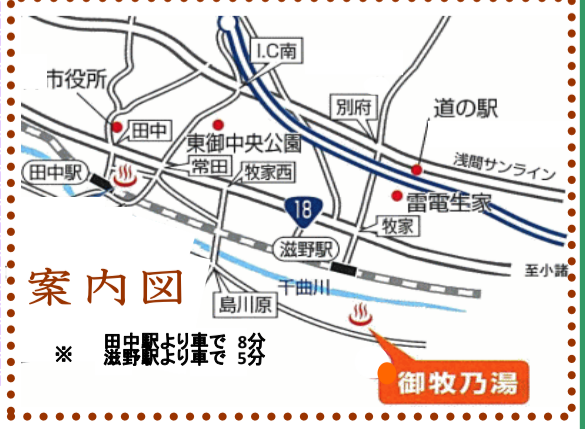 I.C南
市役所
別府
道の駅
田中
東御中央公園
浅間サンライン
田中駅
常田
牧家西
雷電生家
18
牧家
滋野駅
至小諸
案内図
千曲川
島川原
※ 田中駅より車で 8分
滋野駅より車で 5分
御牧乃湯